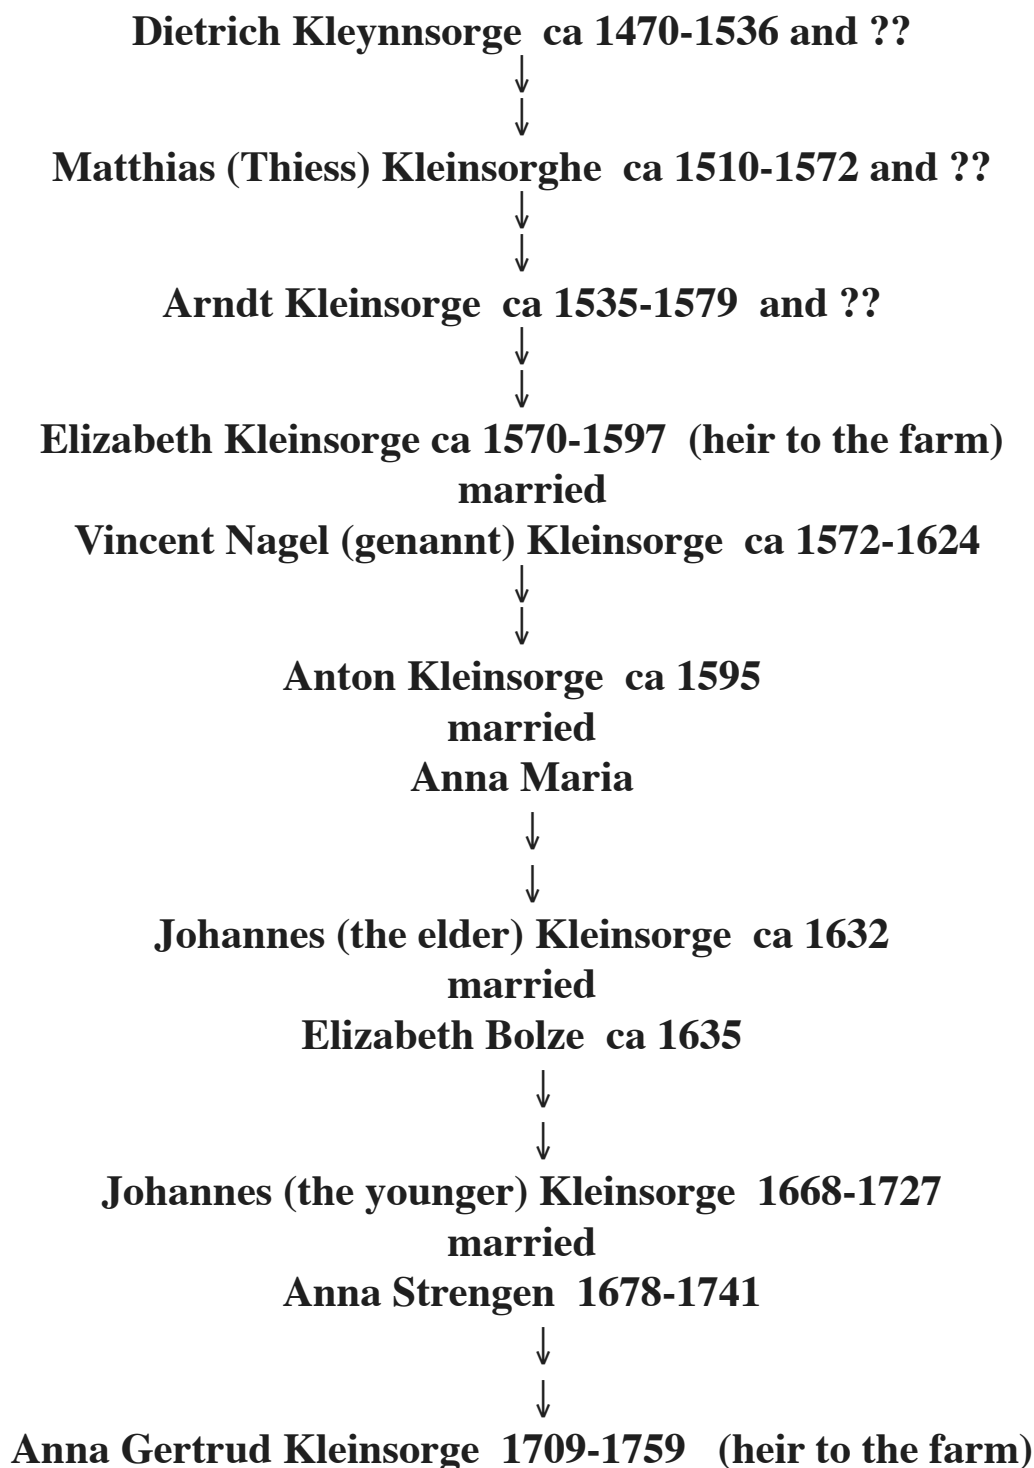 Dietrich Kleynnsorge ca 1470-1536 and ??
Matthias (Thiess) Kleinsorghe ca 1510-1572 and ??
Arndt Kleinsorge ca 1535-1579 and ??
Elizabeth Kleinsorge ca 1570-1597 (heir to the farm)
married
Vincent Nagel (genannt) Kleinsorge ca 1572-1624
Anton Kleinsorge ca 1595
married
Anna Maria
Johannes (the elder) Kleinsorge ca 1632
married
Elizabeth Bolze ca 1635
Johannes (the younger) Kleinsorge 1668-1727
married
Anna Strengen 1678-1741
Anna Gertrud Kleinsorge 1709-1759 (heir to the farm)